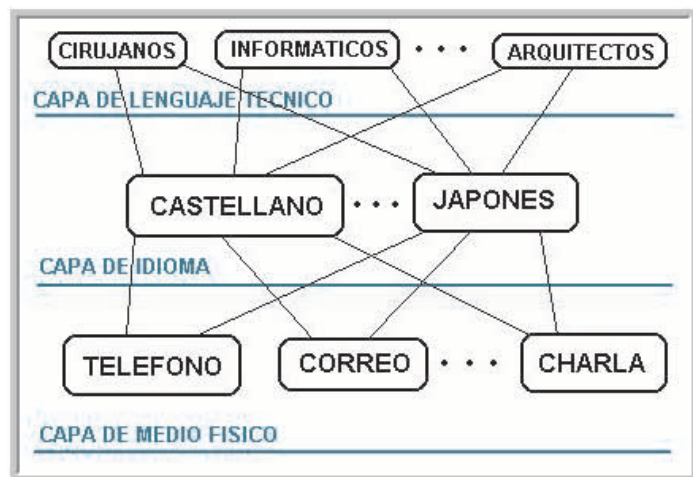 CIRUJANOS INFORMATICOS • • • ARQUITECTOS
CAPA DE LENGUAJE TECNICO
CASTELLANO • • • JAPONES
CAPA DE IDIOMA
TELEFONO CORREO • • • CHARLA
CAPA DE MEDIO FISICO